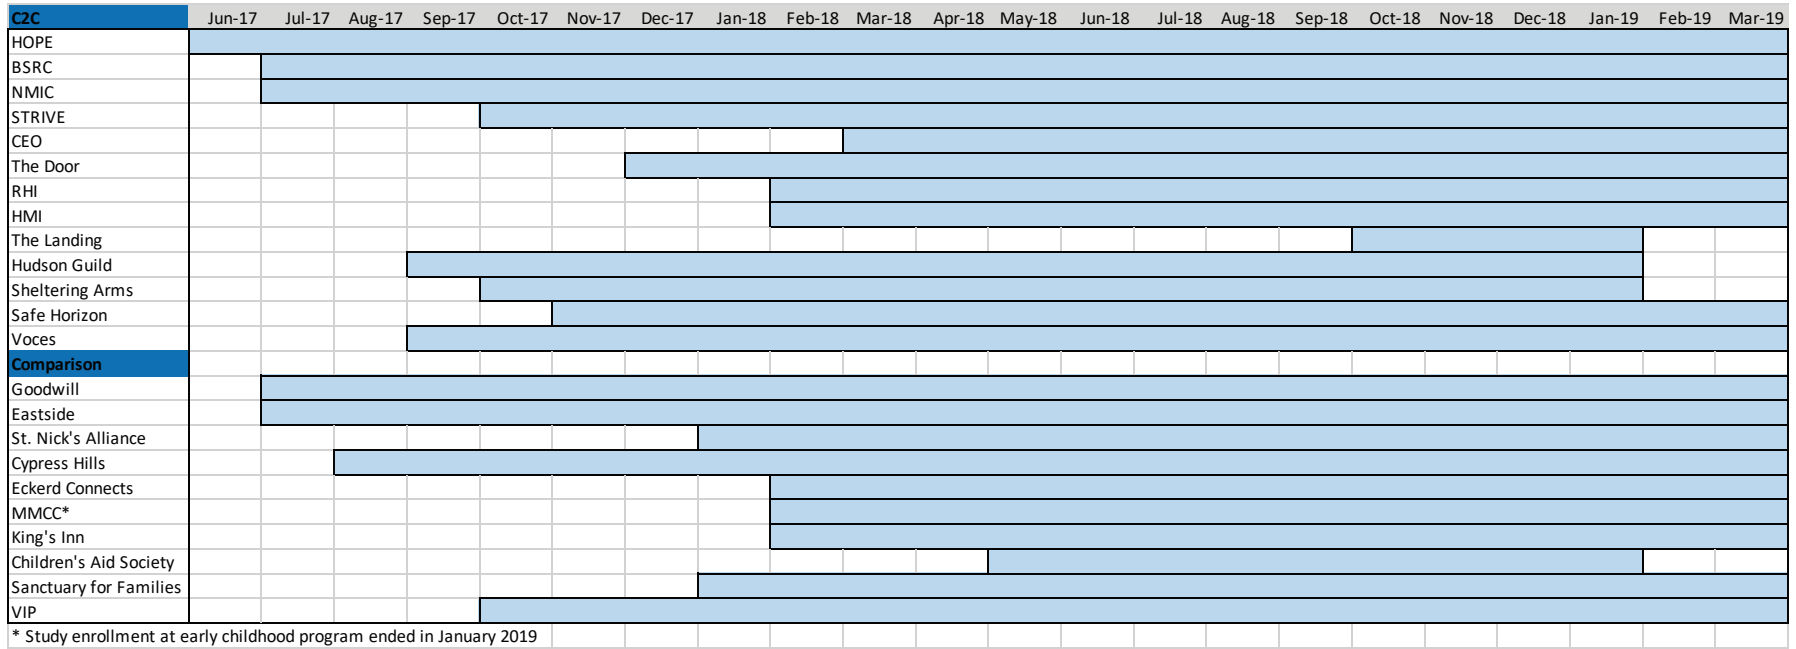 C2C Jun-17 Jul-17 Aug-17 Sep-17 Oct-17 Nov-17 Dec-17 Jan-18 Feb-18 Mar-18 Apr-18 May-18 Jun-18 Jul-18 Aug-18 Sep-18 Oct-18 Nov-18 Dec-18 Jan-19 Feb-19 Mar-19
HOPE
BSRC
NMIC
STRIVE
CEO
The Door
RHI
HMI
The Landing
Hudson Guild
Sheltering Arms
Safe Horizon
Voces
Comparison
Goodwill
Eastside
St. Nick's Alliance
Cypress Hills
Eckerd Connects
MMCC*
King's Inn
Children's Aid Society
Sanctuary for Families
VIP
* Study enrollment at early childhood program ended in January 2019